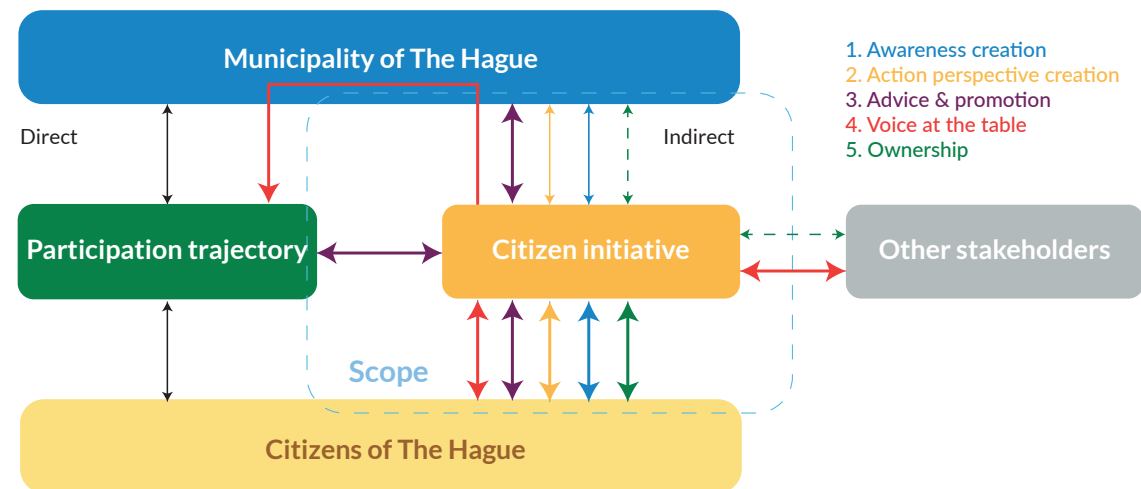 Municipality of The Hague
1. Awareness creation
2. Action perspective creation
3. Advice & promotion
4. Voice at the table
5. Ownership
Direct
Indirect
Participation trajectory
Citizen initiative
Other stakeholders
Scope
Citizens of The Hague